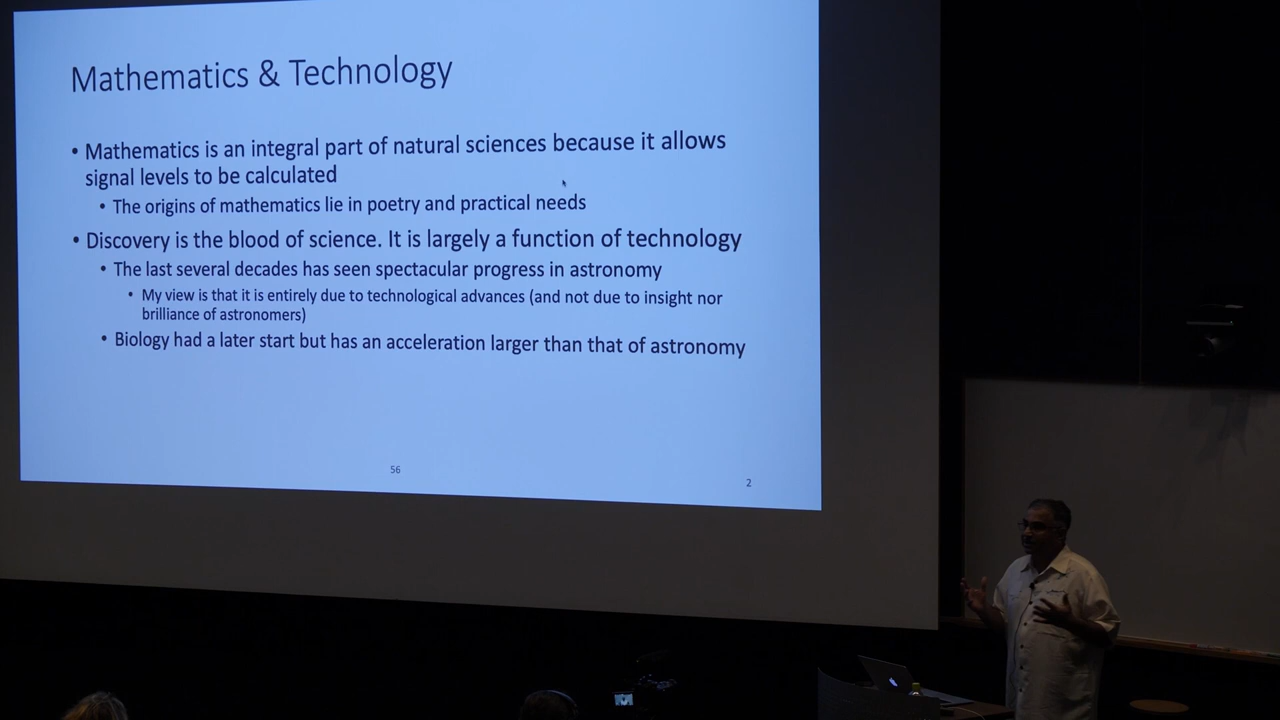 Mathematics & Technology
• Mathematics is an integral part of natural sciences because it allows
signal levels to be calculated
• The origins of mathematics lie in poetry and practical needs
• Discovery is the blood of science. It is largely a function of technology
• The last several decades has seen spectacular progress in astronomy
• My view is that it is entirely due to technological advances (and not due to insight nor
brilliance of astronomers)
• Biology had a later start but has an acceleration larger than that of astronomy
56
2